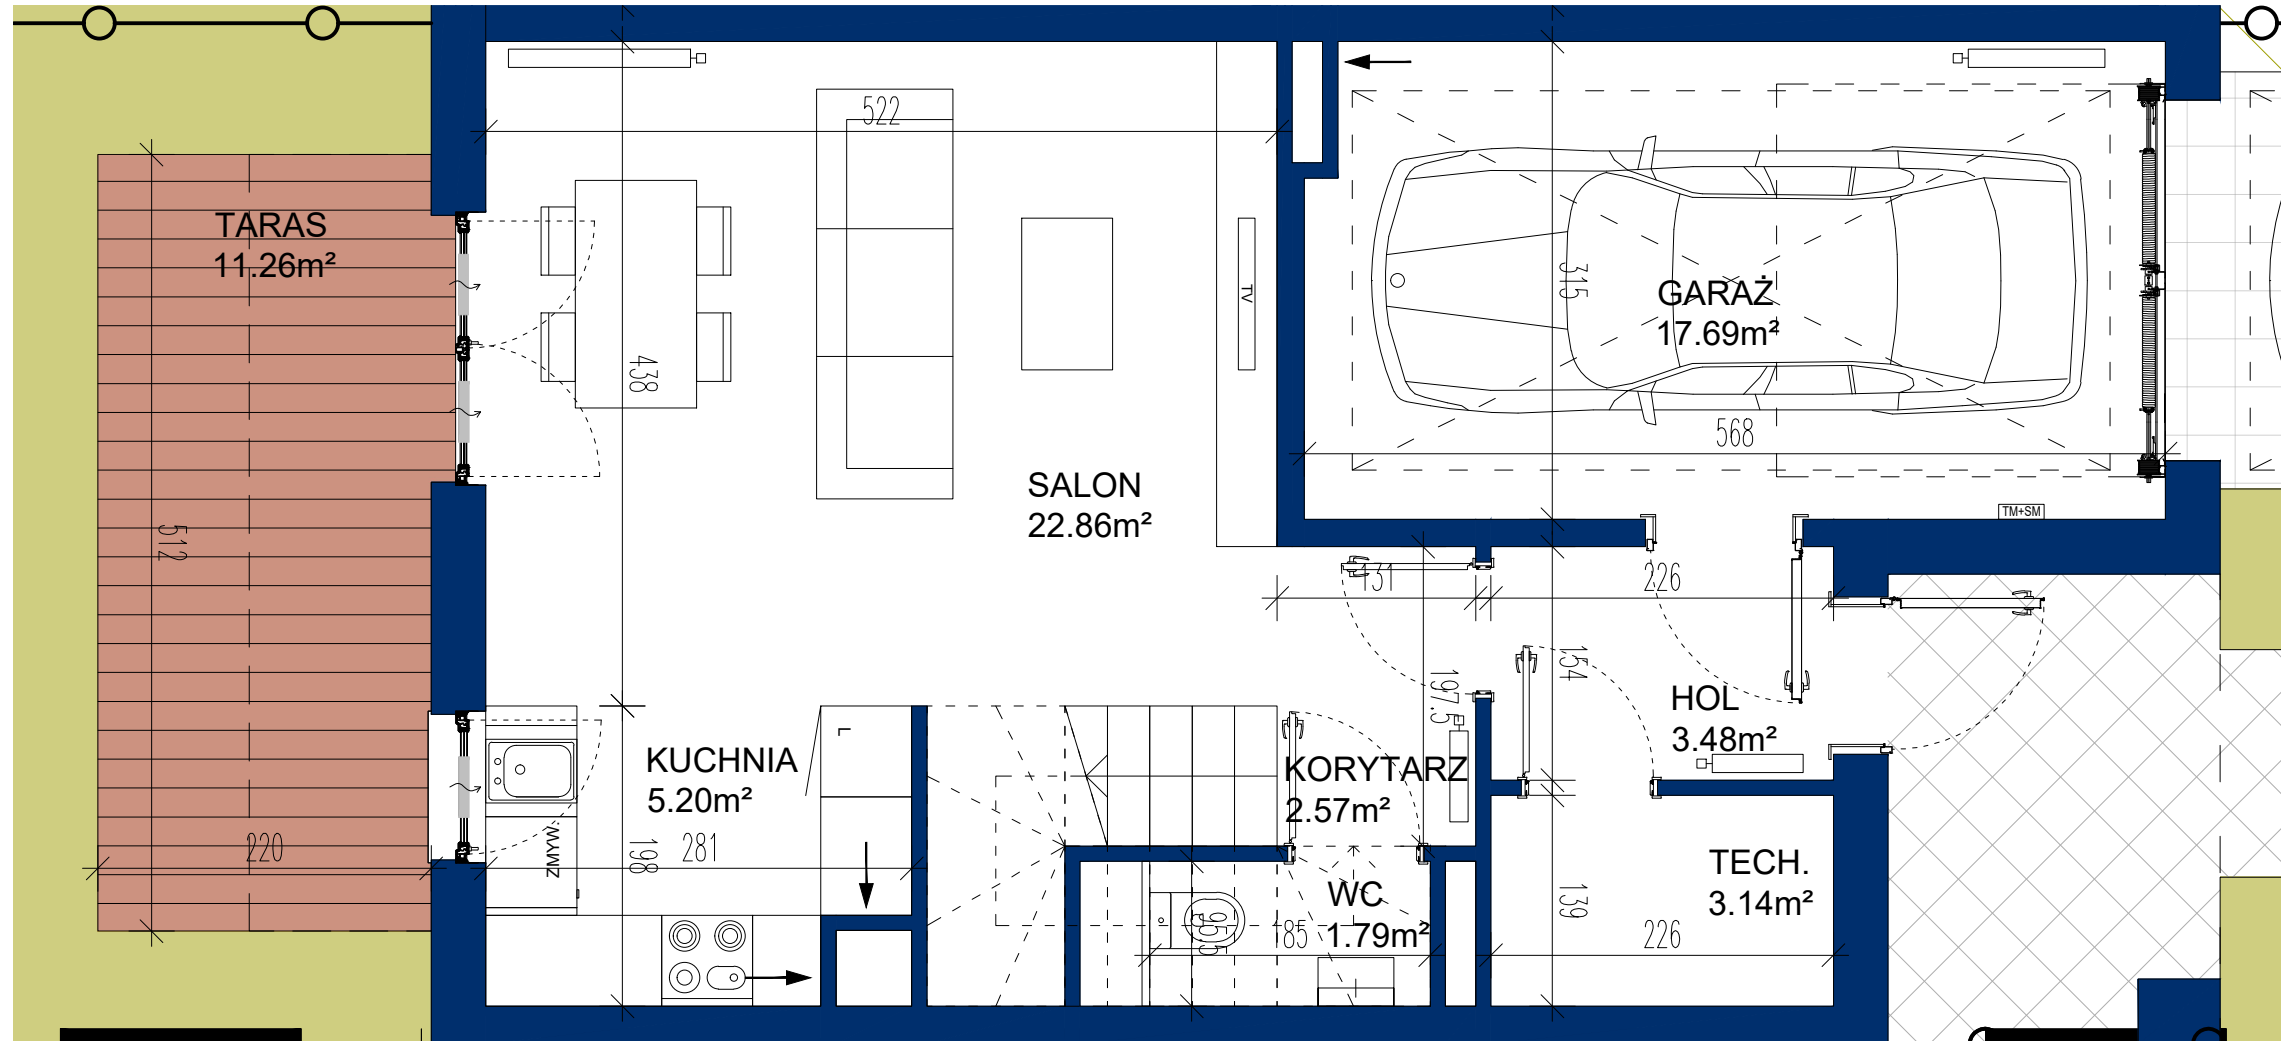 522
TARAS
11.26m²
438
512
220
TV
SALON
22.86m²
315
GARAŻ
17.69m²
568
TM+SM
131
226
154
197.5
HOL
3.48m²
KUCHNIA
5.20m²
L
ZMYW.
198
281
KORYTARZ
2.57m²
WC
1.79m²
95.5
185
TECH.
3.14m²
139
226